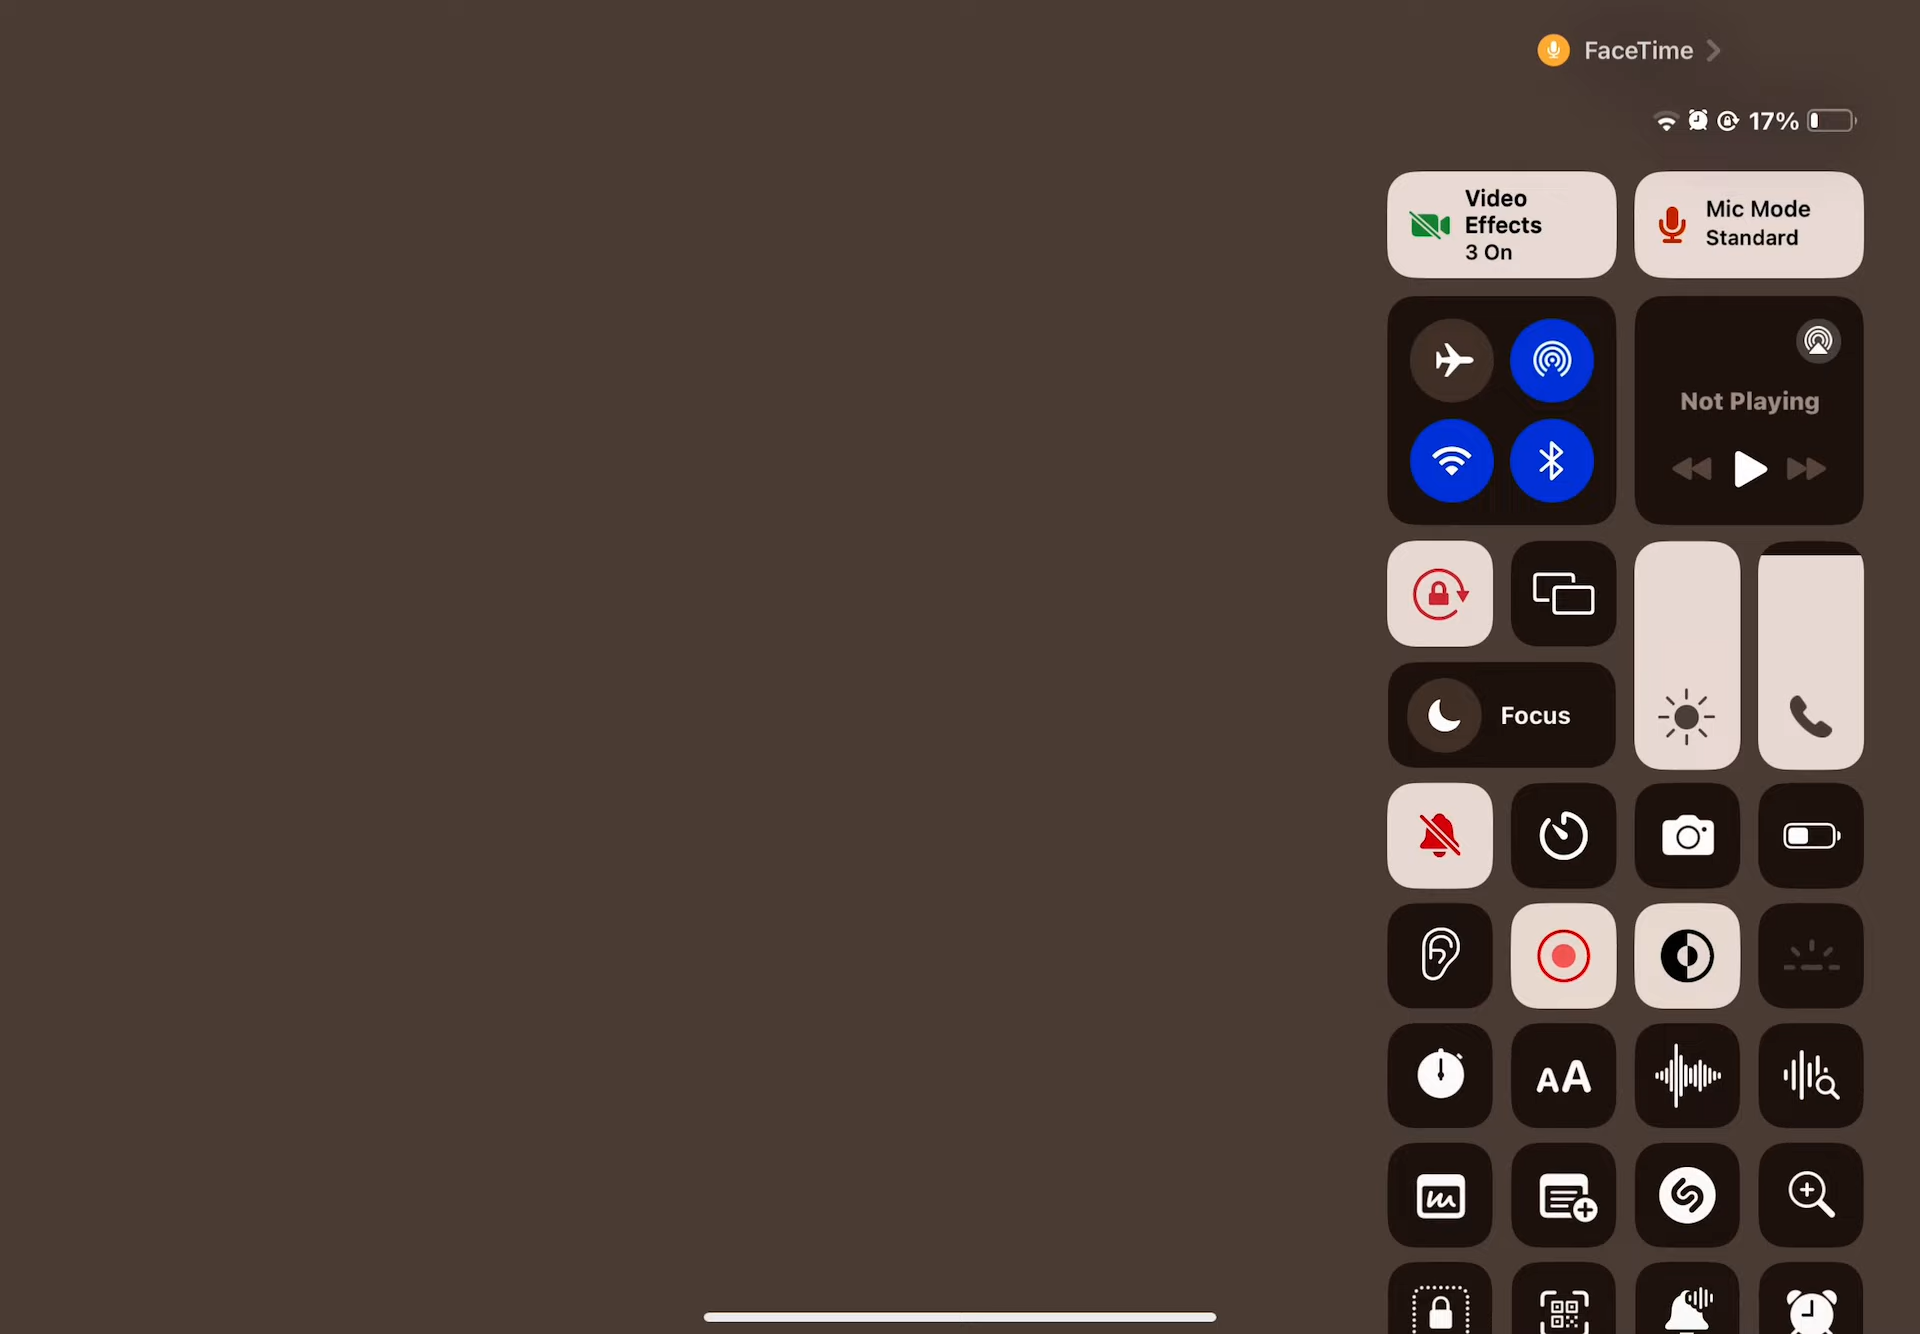 FaceTime
17%
Video
Effects
3 On
Mic Mode
Standard
Not Playing
Focus
AA